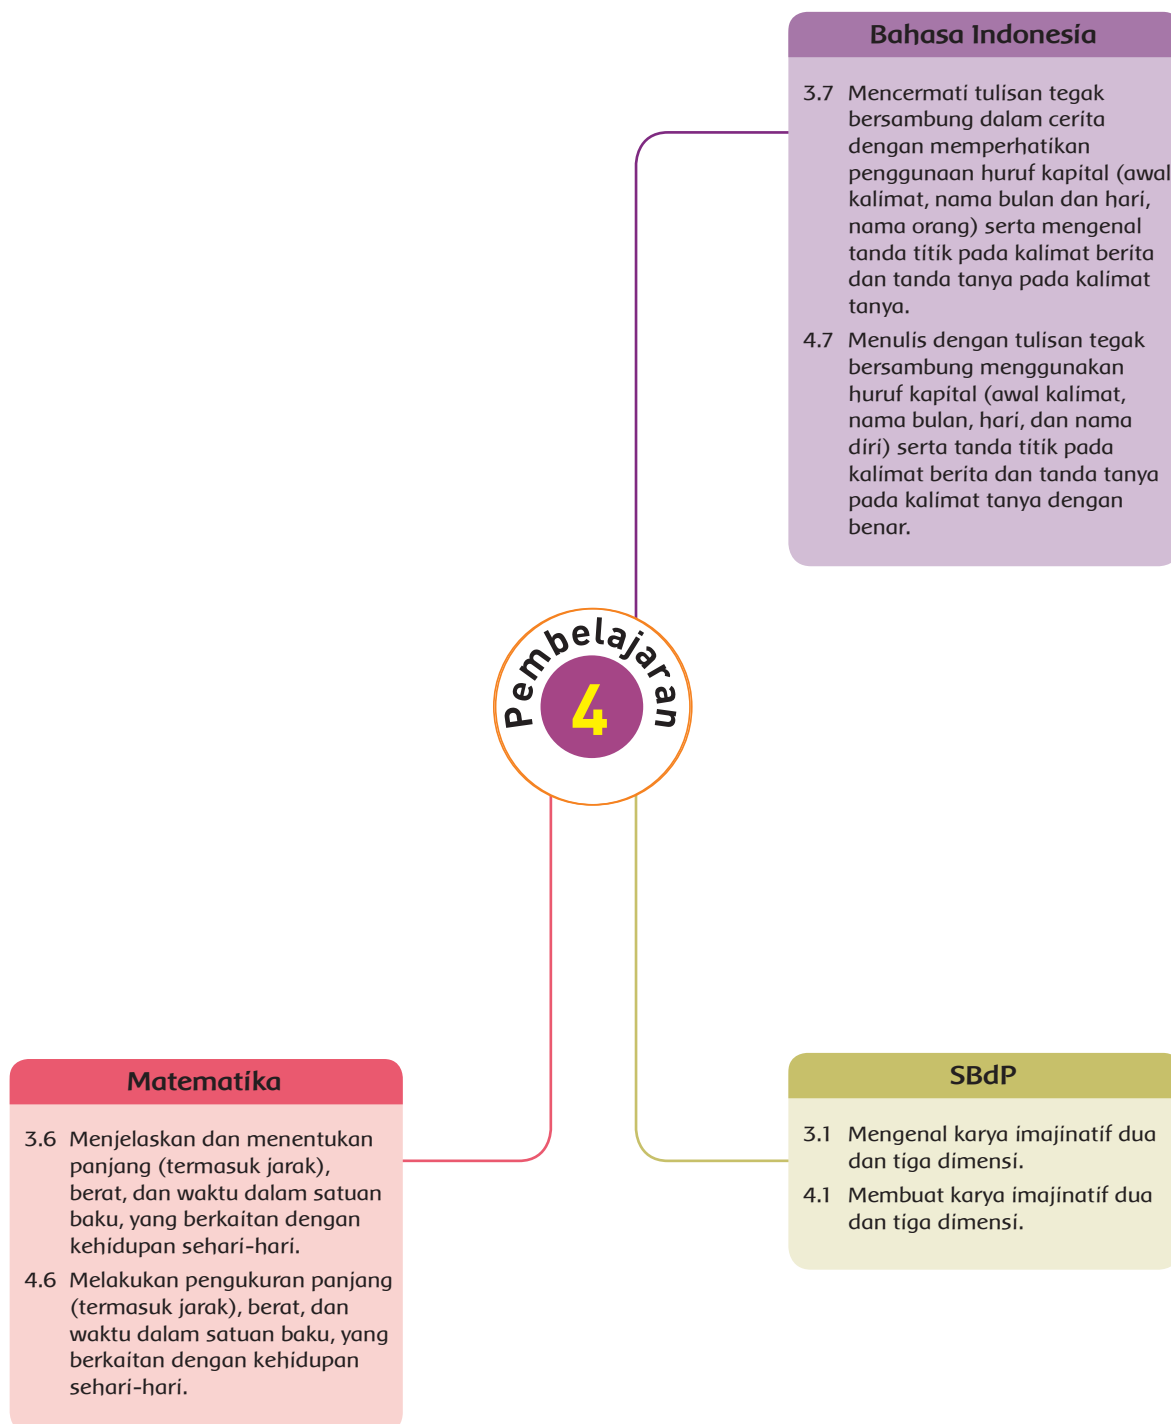 Bahasa Indonesia
3.7 Mencermati tulisan tegak
bersambung dalam cerita
dengan memperhatikan
penggunaan huruf kapital (awal
kalimat, nama bulan dan hari,
nama orang) serta mengenal
tanda titik pada kalimat berita
dan tanda tanya pada kalimat
tanya.
4.7 Menulis dengan tulisan tegak
bersambung menggunakan
huruf kapital (awal kalimat,
nama bulan, hari, dan nama
diri) serta tanda titik pada
kalimat berita dan tanda tanya
pada kalimat tanya dengan
benar.
Pembelajaran
4
Matematika
3.6 Menjelaskan dan menentukan
panjang (termasuk jarak),
berat, dan waktu dalam satuan
baku, yang berkaitan dengan
kehidupan sehari-hari.
4.6 Melakukan pengukuran panjang
(termasuk jarak), berat, dan
waktu dalam satuan baku, yang
berkaitan dengan kehidupan
sehari-hari.
SBdP
3.1 Mengenal karya imajinatif dua
dan tiga dimensi.
4.1 Membuat karya imajinatif dua
dan tiga dimensi.